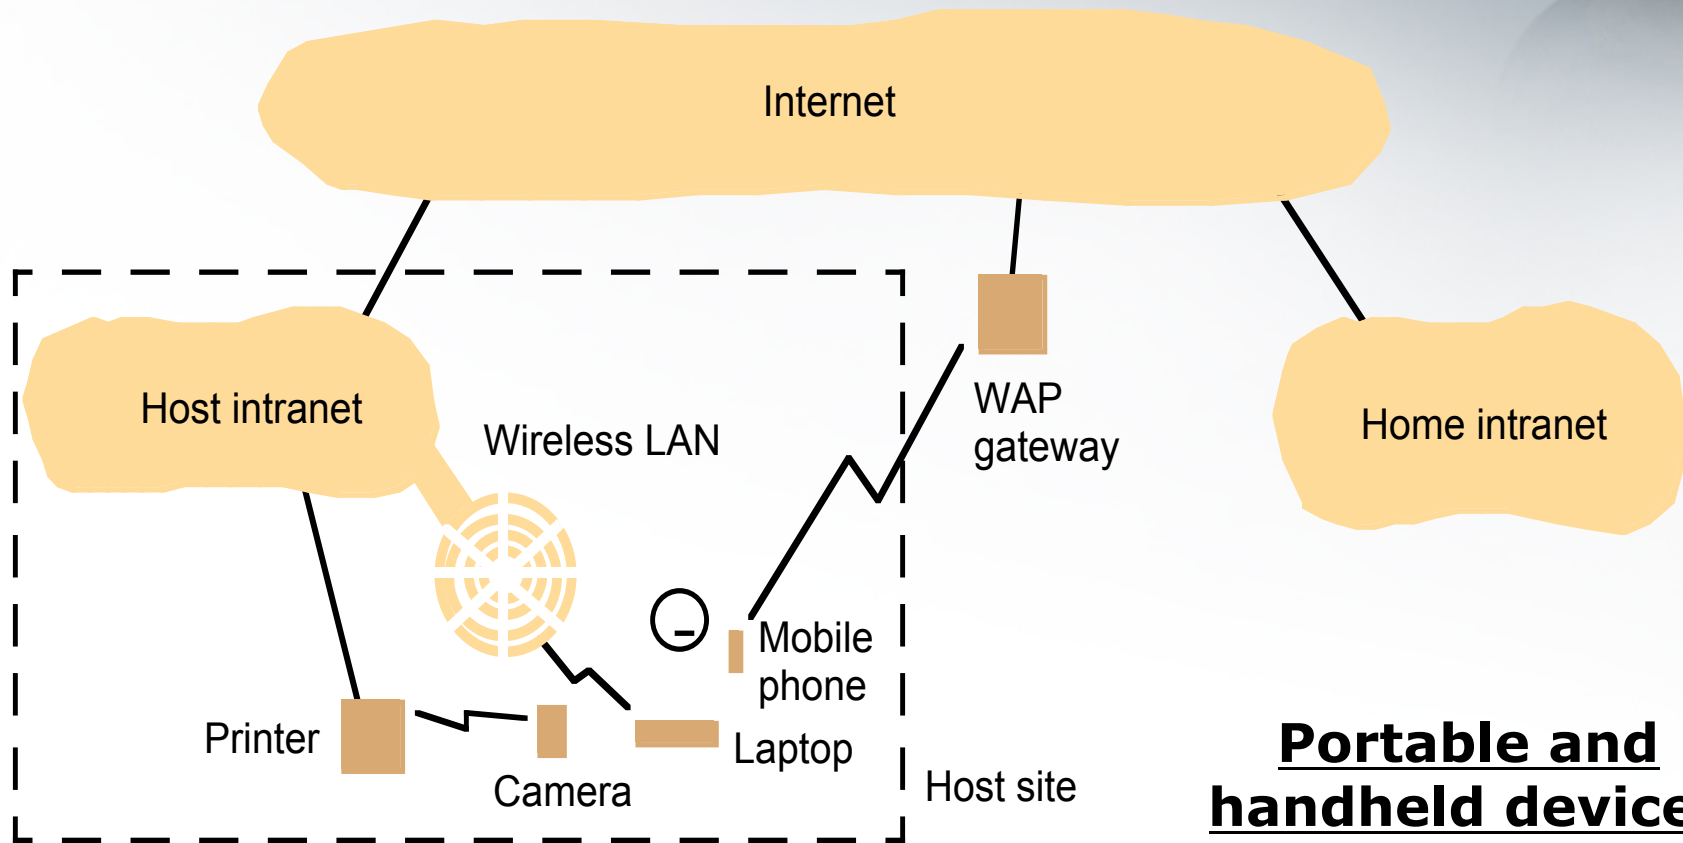 Internet
Host intranet
Wireless LAN
WAP
gateway
Home intranet
Mobile
phone
Printer
Laptop
Camera
Host site
Portable and
handheld device